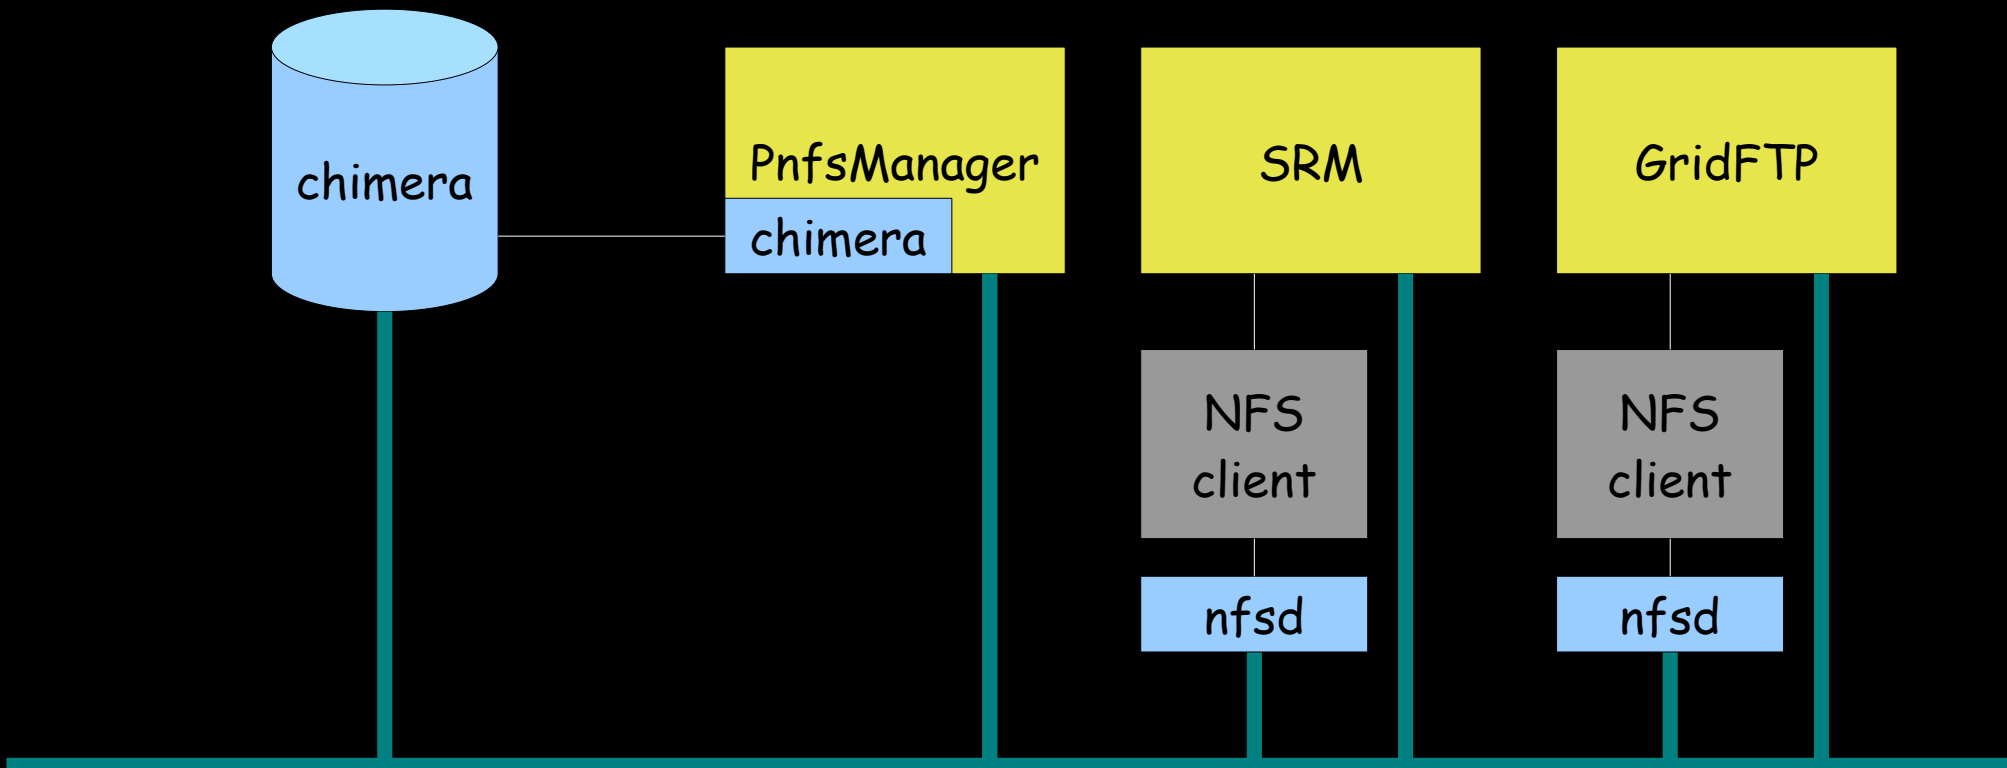 chimera
PnfsManager
chimera
SRM
GridFTP
NFS
client
NFS
client
nfsd
nfsd